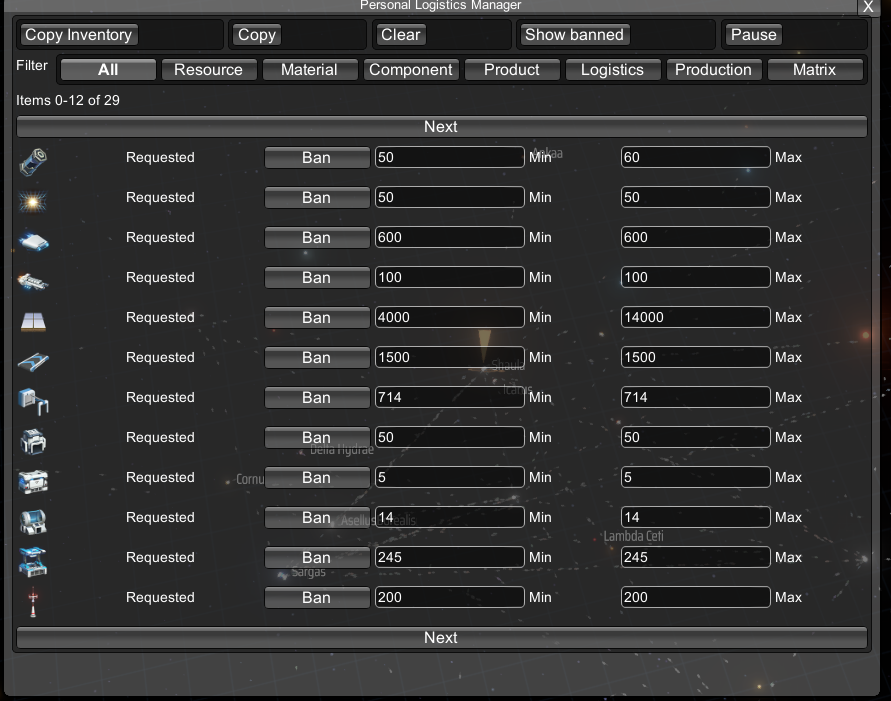 Personal Logistics Manager X
Copy Inventory Copy Clear Show banned Pause
Filter All Resource Material Component Product Logistics Production Matrix
Items 0-12 of 29
Next
Requested Ban 50 Min 60 Max
Ankaa
Requested Ban 50 Min 50 Max
Requested Ban 600 Min 600 Max
Requested Ban 100 Min 100 Max
Requested Ban 4000 Min 14000 Max
Requested Ban 1500 Min 1500 Max
Shaula
Icarus
Requested Ban 714 Min 714 Max
Requested Ban 50 Min 50 Max
Delta Hydrae
Requested Ban 5 Min 5 Max
Cornu
Requested Ban 14 Min 14 Max
Asellus Borealis
Lambda Ceti
Requested Ban 245 Min 245 Max
Sargas
Requested Ban 200 Min 200 Max
Next